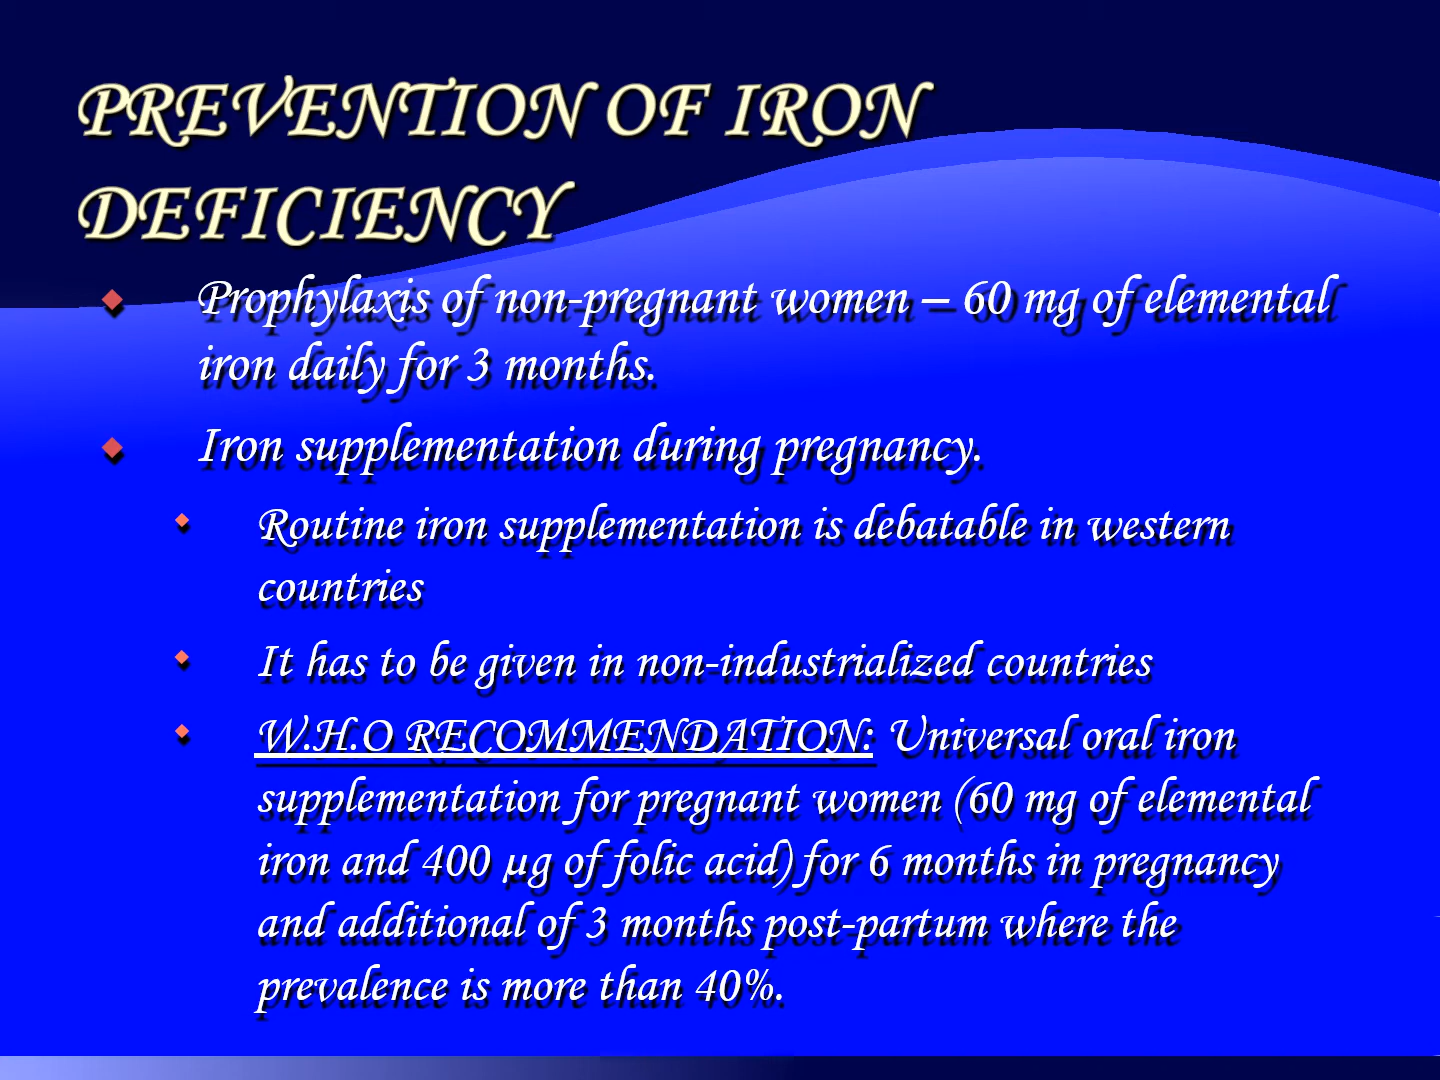 PREVENTION OF IRON
DEFICIENCY
Prophylaxis of non-pregnant women – 60 mg of elemental
iron daily for 3 months.
Iron supplementation during pregnancy.
Routine iron supplementation is debatable in western
countries
It has to be given in non-industrialized countries
W.H.O RECOMMENDATION: Universal oral iron
supplementation for pregnant women (60 mg of elemental
iron and 400 µg of folic acid) for 6 months in pregnancy
and additional of 3 months post-partum where the
prevalence is more than 40%.